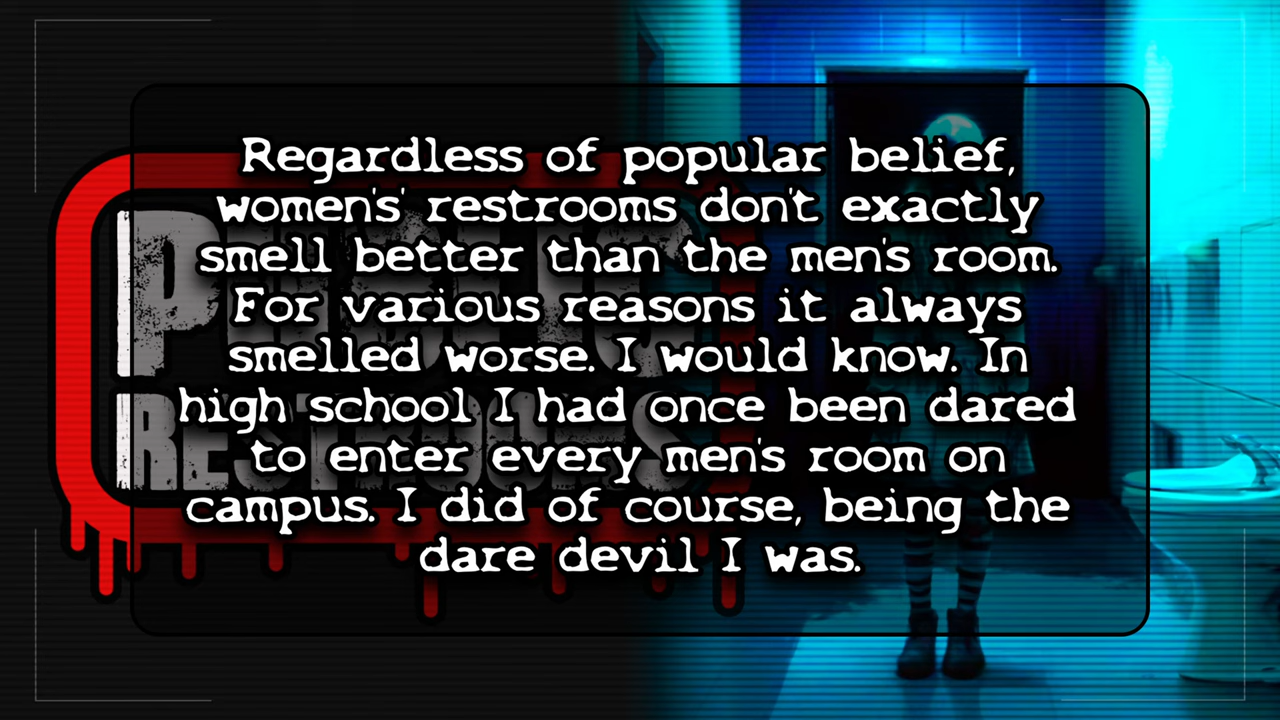 Regardless of popular belief,
women's' restrooms don't exactly
smell better than the men's room.
For various reasons it always
smelled worse. I would know. In
high school I had once been dared
to enter every men's room on
campus. I did of course, being the
dare devil I was.
PUBLIC
RESTROOMS